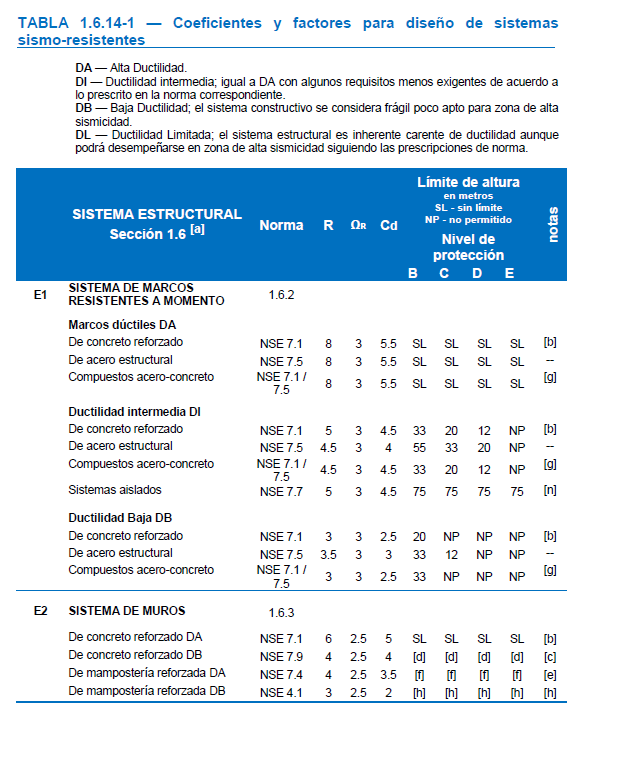 TABLA 1.6.14-1 — Coeficientes y factores para diseño de sistemas
sismo-resistentes
DA — Alta Ductilidad.
DI — Ductilidad intermedia; igual a DA con algunos requisitos menos exigentes de acuerdo a
lo prescrito en la norma correspondiente.
DB — Baja Ductilidad; el sistema constructivo se considera frágil poco apto para zona de alta
sismicidad.
DL — Ductilidad Limitada; el sistema estructural es inherente carente de ductilidad aunque
podrá desempeñarse en zona de alta sismicidad siguiendo las prescripciones de norma.
SISTEMA ESTRUCTURAL
Sección 1.6 [a]
Norma R ΩR Cd
Límite de altura
en metros
SL - sin límite
NP - no permitido
Nivel de
protección
B C D E
notas
E1 SISTEMA DE MARCOS
RESISTENTES A MOMENTO 1.6.2
Marcos dúctiles DA
De concreto reforzado NSE 7.1 8 3 5.5 SL SL SL SL [b]
De acero estructural NSE 7.5 8 3 5.5 SL SL SL SL --
Compuestos acero-concreto NSE 7.1 /
7.5 8 3 5.5 SL SL SL SL [g]
Ductilidad intermedia DI
De concreto reforzado NSE 7.1 5 3 4.5 33 20 12 NP [b]
De acero estructural NSE 7.5 4.5 3 4 55 33 20 NP --
Compuestos acero-concreto NSE 7.1 /
7.5 4.5 3 4.5 33 20 12 NP [g]
Sistemas aislados NSE 7.7 5 3 4.5 75 75 75 75 [n]
Ductilidad Baja DB
De concreto reforzado NSE 7.1 3 3 2.5 20 NP NP NP [b]
De acero estructural NSE 7.5 3.5 3 3 33 12 NP NP --
Compuestos acero-concreto NSE 7.1 /
7.5 3 3 2.5 33 NP NP NP [g]
E2 SISTEMA DE MUROS 1.6.3
De concreto reforzado DA NSE 7.1 6 2.5 5 SL SL SL SL [b]
De concreto reforzado DB NSE 7.9 4 2.5 4 [d] [d] [d] [d] [c]
De mampostería reforzada DA NSE 7.4 4 2.5 3.5 [f] [f] [f] [f] [e]
De mampostería reforzada DB NSE 4.1 3 2.5 2 [h] [h] [h] [h] [h]